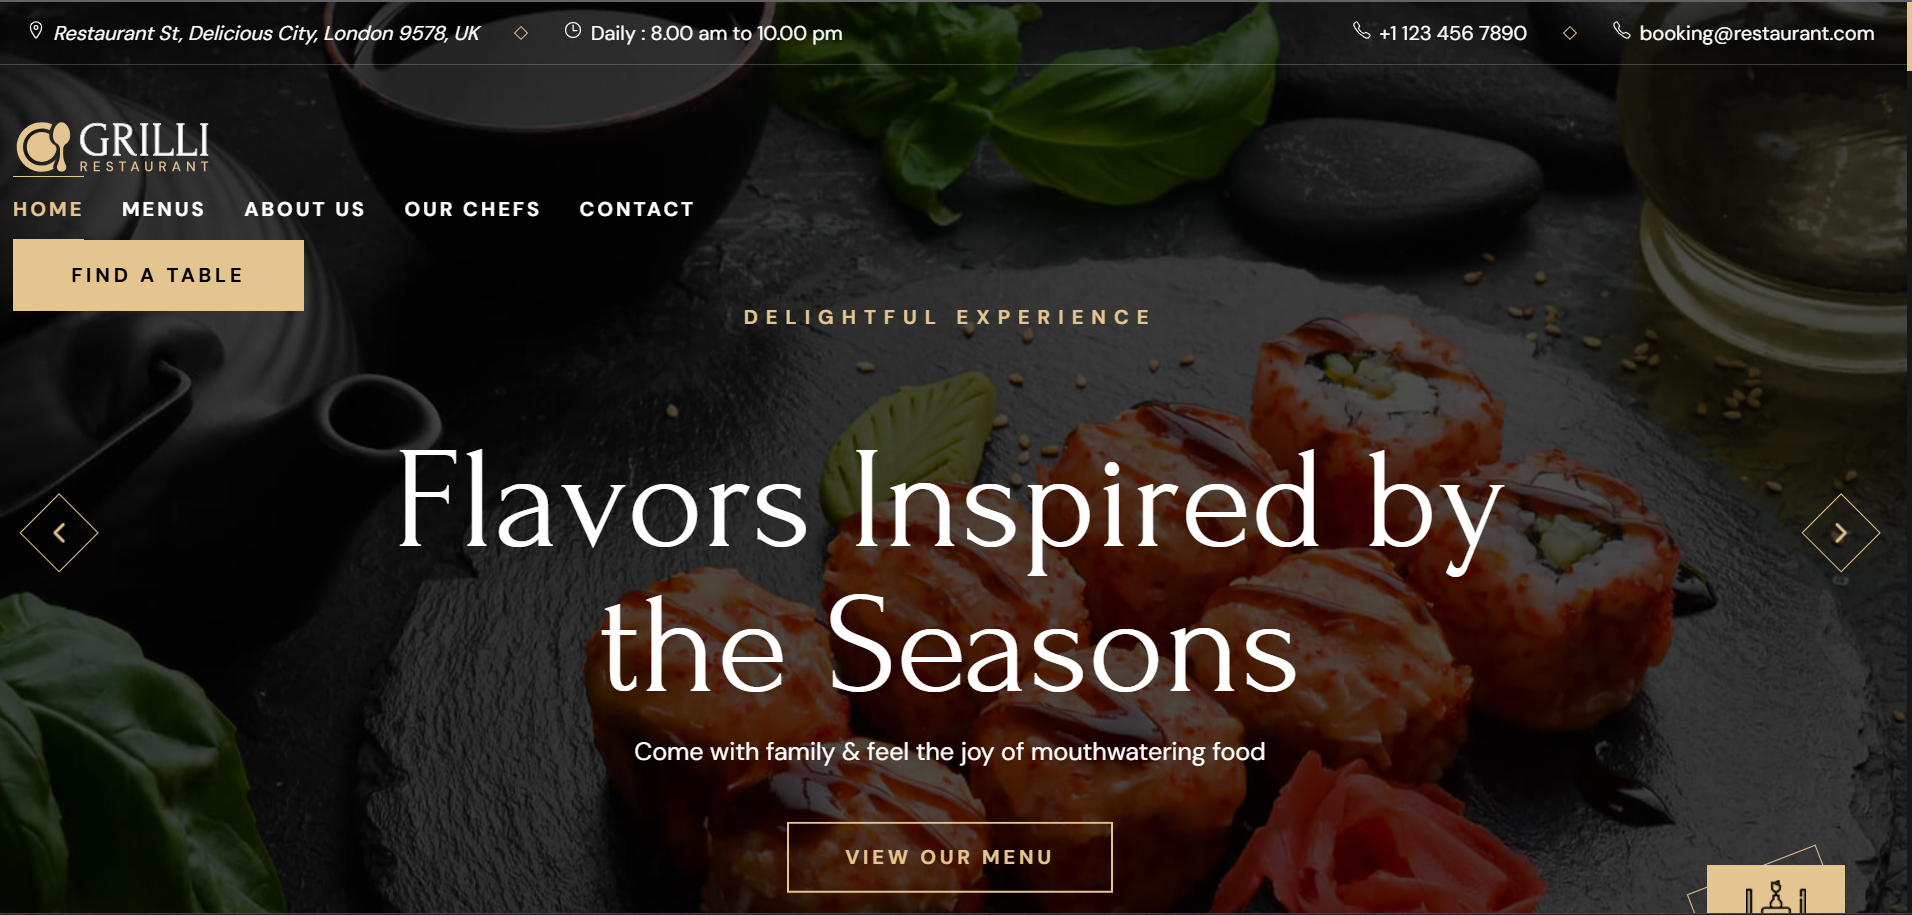 Restaurant St, Delicious City, London 9578, UK
Daily : 8.00 am to 10.00 pm
+1 123 456 7890
booking@restaurant.com
GRILLI
RESTAURANT
HOME MENUS ABOUT US OUR CHEFS CONTACT
FIND A TABLE
DELIGHTFUL EXPERIENCE
Flavors Inspired by
the Seasons
Come with family & feel the joy of mouthwatering food
VIEW OUR MENU